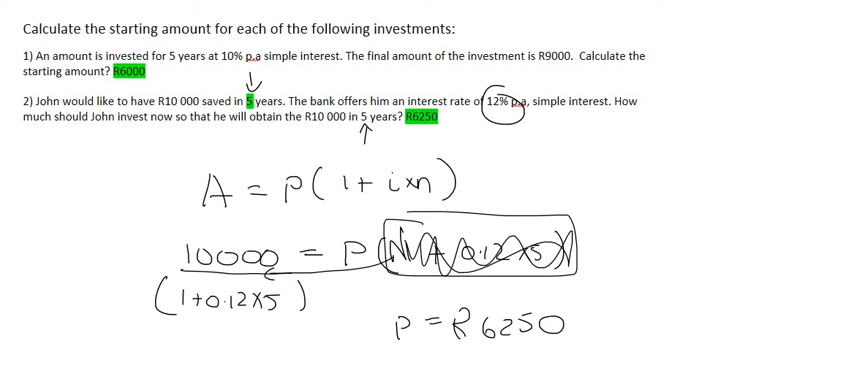 Calculate the starting amount for each of the following investments:
1) An amount is invested for 5 years at 10% p.a simple interest. The final amount of the investment is R9000. Calculate the
starting amount? R6000
2) John would like to have R10 000 saved in 5 years. The bank offers him an interest rate of 12% p.a, simple interest. How
much should John invest now so that he will obtain the R10 000 in 5 years? R6250
A = P(1+i×n)
10000 = P(1+0.12×5)
(1+0.12×5)
P = R6250